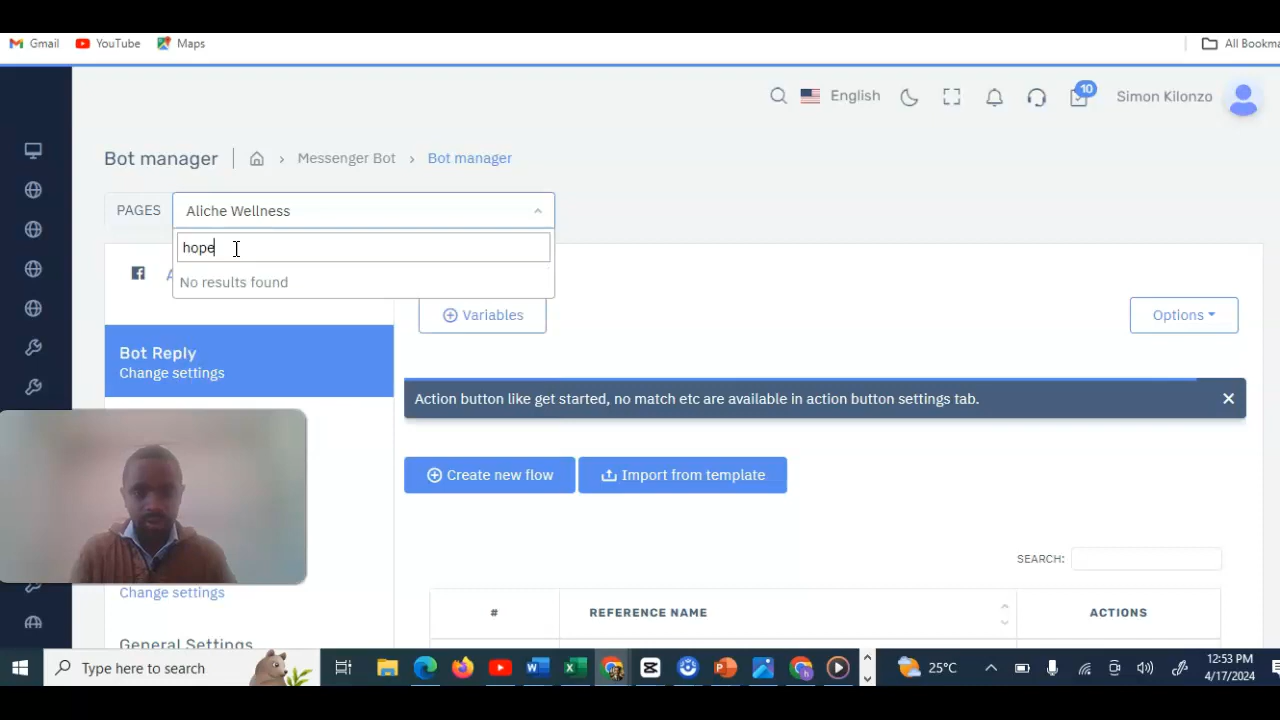 Gmail YouTube Maps All Bookma
English 10 Simon Kilonzo
Bot manager Messenger Bot Bot manager
PAGES Aliche Wellness
hope
No results found
Variables
Options
Bot Reply
Change settings
Action button like get started, no match etc are available in action button settings tab.
Create new flow Import from template
SEARCH:
Change settings
# REFERENCE NAME ACTIONS
General Settings
Type here to search 25°C 12:53 PM
4/17/2024